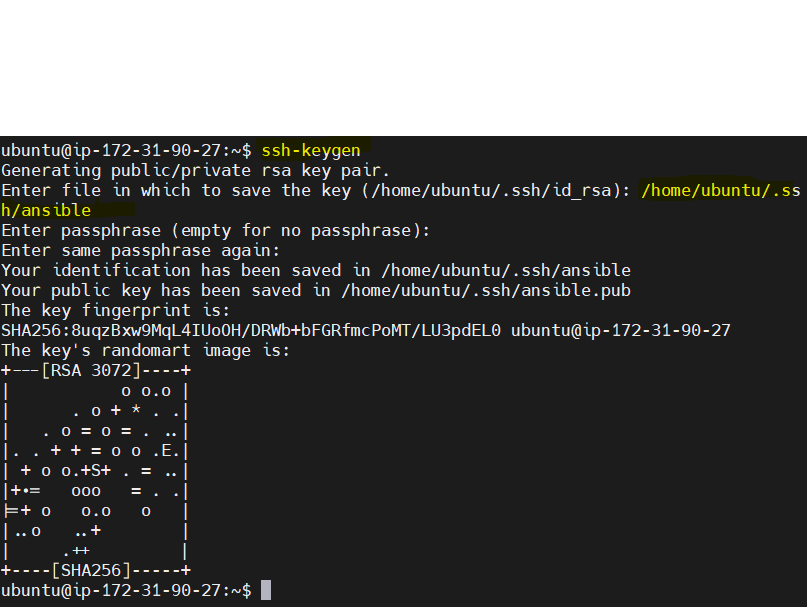 ubuntu@ip-172-31-90-27:~$ ssh-keygen
Generating public/private rsa key pair.
Enter file in which to save the key (/home/ubuntu/.ssh/id_rsa): /home/ubuntu/.ss
h/ansible
Enter passphrase (empty for no passphrase):
Enter same passphrase again:
Your identification has been saved in /home/ubuntu/.ssh/ansible
Your public key has been saved in /home/ubuntu/.ssh/ansible.pub
The key fingerprint is:
SHA256:8uqzBxw9MqL4IUoOH/DRWb+bFGRfmcPoMT/LU3pdEL0 ubuntu@ip-172-31-90-27
The key's randomart image is:
+---[RSA 3072]----+
|           o o.o |
|      . o + * . .|
|   . o = o = . ..|
|. . + + = o o .E.|
| + o o.+S+ . = ..|
|+*=   ooo   = . .|
|=+ o   o.o   o   |
|..o   ..+        |
|     .++         |
+----[SHA256]-----+
ubuntu@ip-172-31-90-27:~$